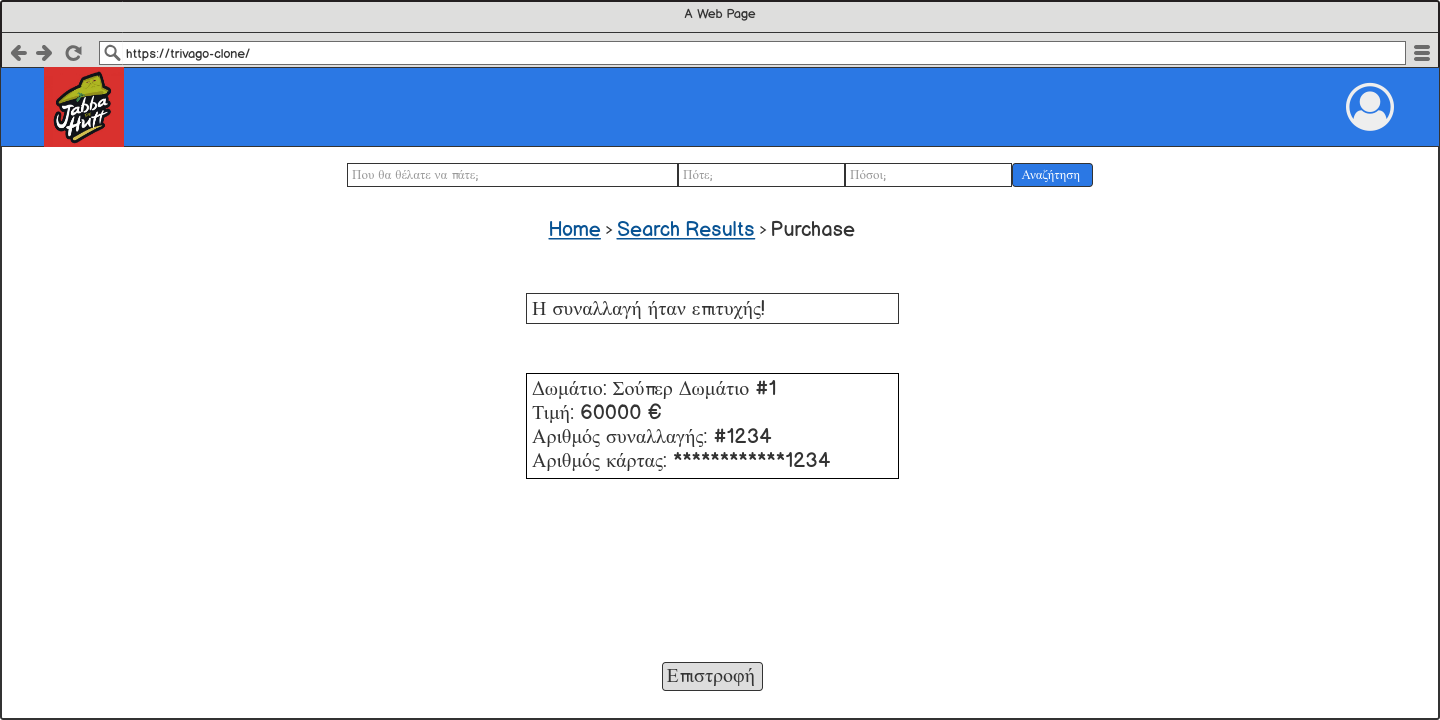 A Web Page
https://trivago-clone/
Jabba
Hutt
Που θα θέλατε να πάτε; Πότε; Πόσοι; Αναζήτηση
Home > Search Results > Purchase
Η συναλλαγή ήταν επιτυχής!
Δωμάτιο: Σούπερ Δωμάτιο #1
Τιμή: 60000 €
Αριθμός συναλλαγής: #1234
Αριθμός κάρτας: ************1234
Επιστροφή